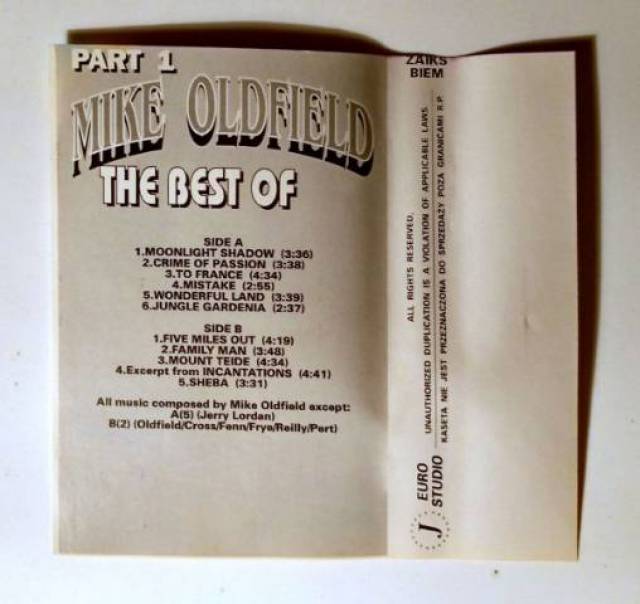 PART 1
MIKE OLDFIELD
THE BEST OF
SIDE A
1.MOONLIGHT SHADOW (3:36)
2.CRIME OF PASSION (3:38)
3.TO FRANCE (4:34)
4.MISTAKE (2:55)
5.WONDERFUL LAND (3:39)
6.JUNGLE GARDENIA (2:37)
SIDE B
1.FIVE MILES OUT (4:19)
2.FAMILY MAN (3:48)
3.MOUNT TEIDE (4:34)
4.Excerpt from INCANTATIONS (4:41)
5.SHEBA (3:31)
All music composed by Mike Oldfield except:
A(5) (Jerry Lordan)
B(2) (Oldfield/Cross/Fenn/Frye/Reilly/Pert)
ZAIKS
BIEM
ALL RIGHTS RESERVED.
UNAUTHORIZED DUPLICATION IS A VIOLATION OF APPLICABLE LAWS
KASETA NIE JEST PRZEZNACZONA DO SPRZEDAŻY POZA GRANICAMI R.P.
J
EURO
STUDIO